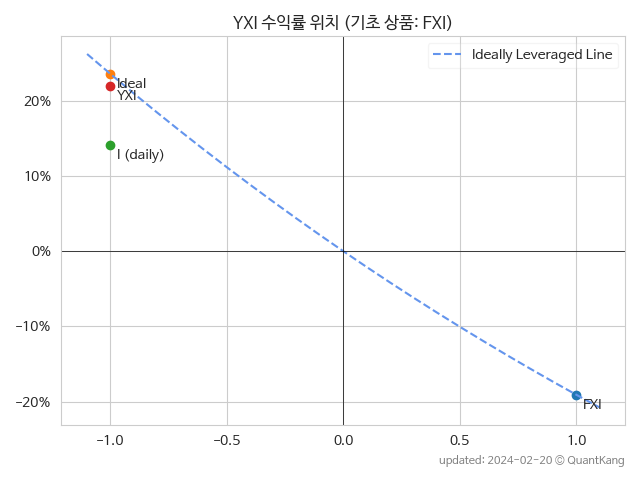 YXI 수익률 위치 (기초 상품: FXI)
Ideally Leveraged Line
Ideal
YXI
I (daily)
FXI
20%
10%
0%
−10%
−20%
−1.0
−0.5
0.0
0.5
1.0
updated: 2024-02-20 © QuantKang